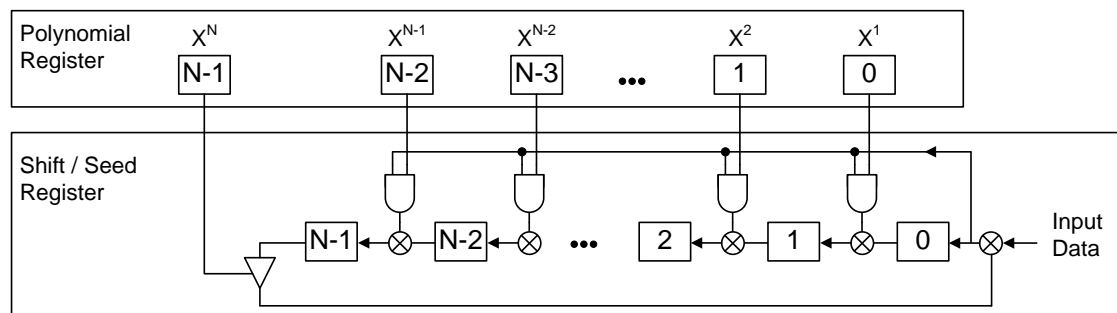 Polynomial
Register
X^N X^N-1 X^N-2 X^2 X^1
N-1 N-2 N-3 ••• 1 0
Shift / Seed
Register
N-1 N-2 ••• 2 1 0
Input
Data